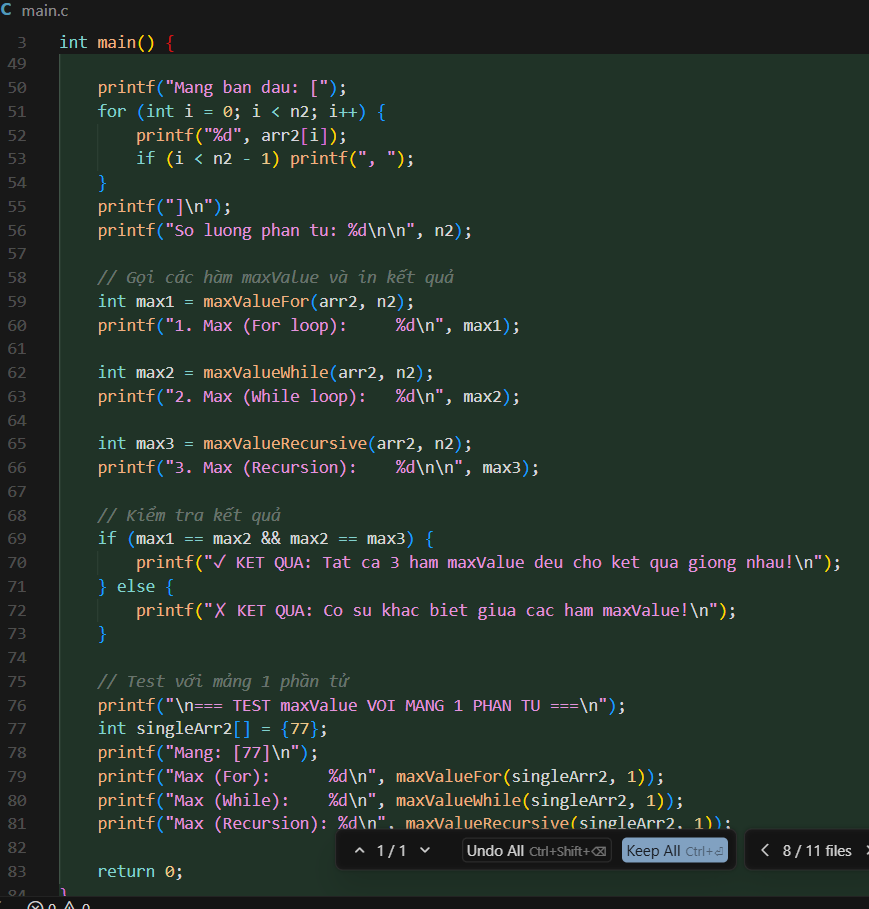 C main.c
3 int main() {
49
50 printf("Mang ban dau: [");
51 for (int i = 0; i < n2; i++) {
52 printf("%d", arr2[i]);
53 if (i < n2 - 1) printf(", ");
54 }
55 printf("]\n");
56 printf("So luong phan tu: %d\n\n", n2);
57
58 // Gọi các hàm maxValue và in kết quả
59 int max1 = maxValueFor(arr2, n2);
60 printf("1. Max (For loop):     %d\n", max1);
61
62 int max2 = maxValueWhile(arr2, n2);
63 printf("2. Max (While loop):   %d\n", max2);
64
65 int max3 = maxValueRecursive(arr2, n2);
66 printf("3. Max (Recursion):    %d\n\n", max3);
67
68 // Kiểm tra kết quả
69 if (max1 == max2 && max2 == max3) {
70 printf("✓ KET QUA: Tat ca 3 ham maxValue deu cho ket qua giong nhau!\n");
71 } else {
72 printf("✗ KET QUA: Co su khac biet giua cac ham maxValue!\n");
73 }
74
75 // Test với mảng 1 phần tử
76 printf("\n=== TEST maxValue VOI MANG 1 PHAN TU ===\n");
77 int singleArr2[] = {77};
78 printf("Mang: [77]\n");
79 printf("Max (For):      %d\n", maxValueFor(singleArr2, 1));
80 printf("Max (While):    %d\n", maxValueWhile(singleArr2, 1));
81 printf("Max (Recursion): %d\n", maxValueRecursive(singleArr2, 1));
82
1 / 1 Undo All Ctrl+Shift+⌫ Keep All Ctrl+⏎ 8 / 11 files
83 return 0;
84 }
0 0